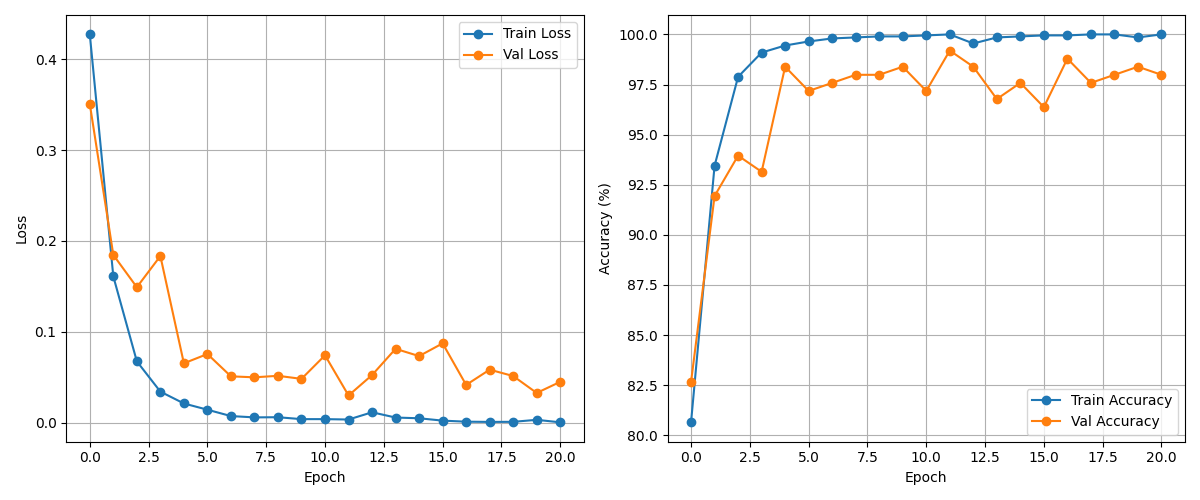 Train Loss
Val Loss
0.4
0.3
0.2
0.1
0.0
Loss
0.0 2.5 5.0 7.5 10.0 12.5 15.0 17.5 20.0
Epoch
100.0
97.5
95.0
92.5
90.0
87.5
85.0
82.5
80.0
Accuracy (%)
Train Accuracy
Val Accuracy
0.0 2.5 5.0 7.5 10.0 12.5 15.0 17.5 20.0
Epoch